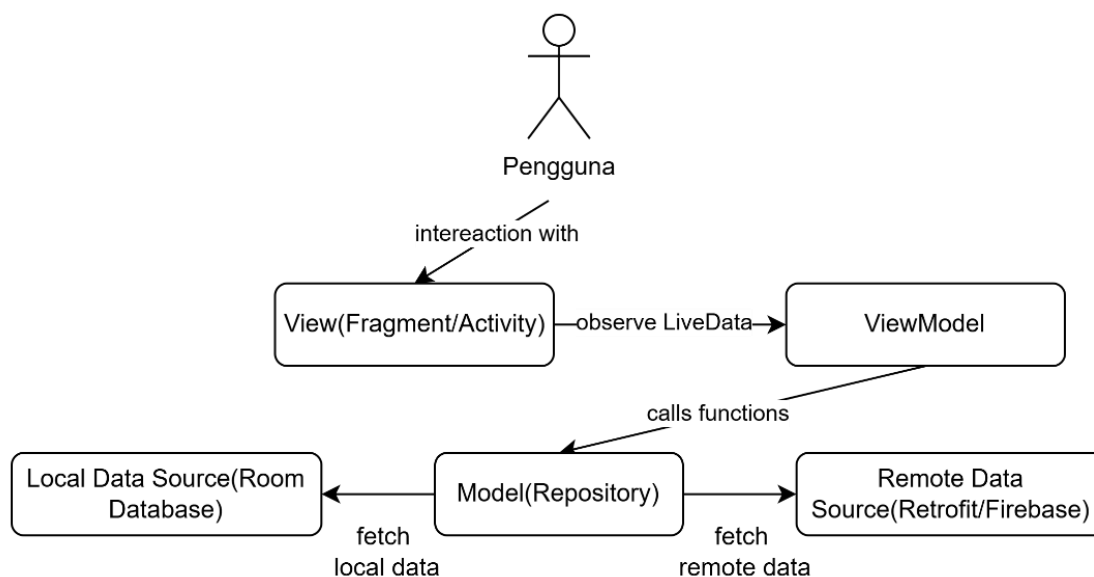 Pengguna
intereaction with
View(Fragment/Activity)
observe LiveData
ViewModel
calls functions
Local Data Source(Room
Database)
Model(Repository)
Remote Data
Source(Retrofit/Firebase)
fetch
local data
fetch
remote data